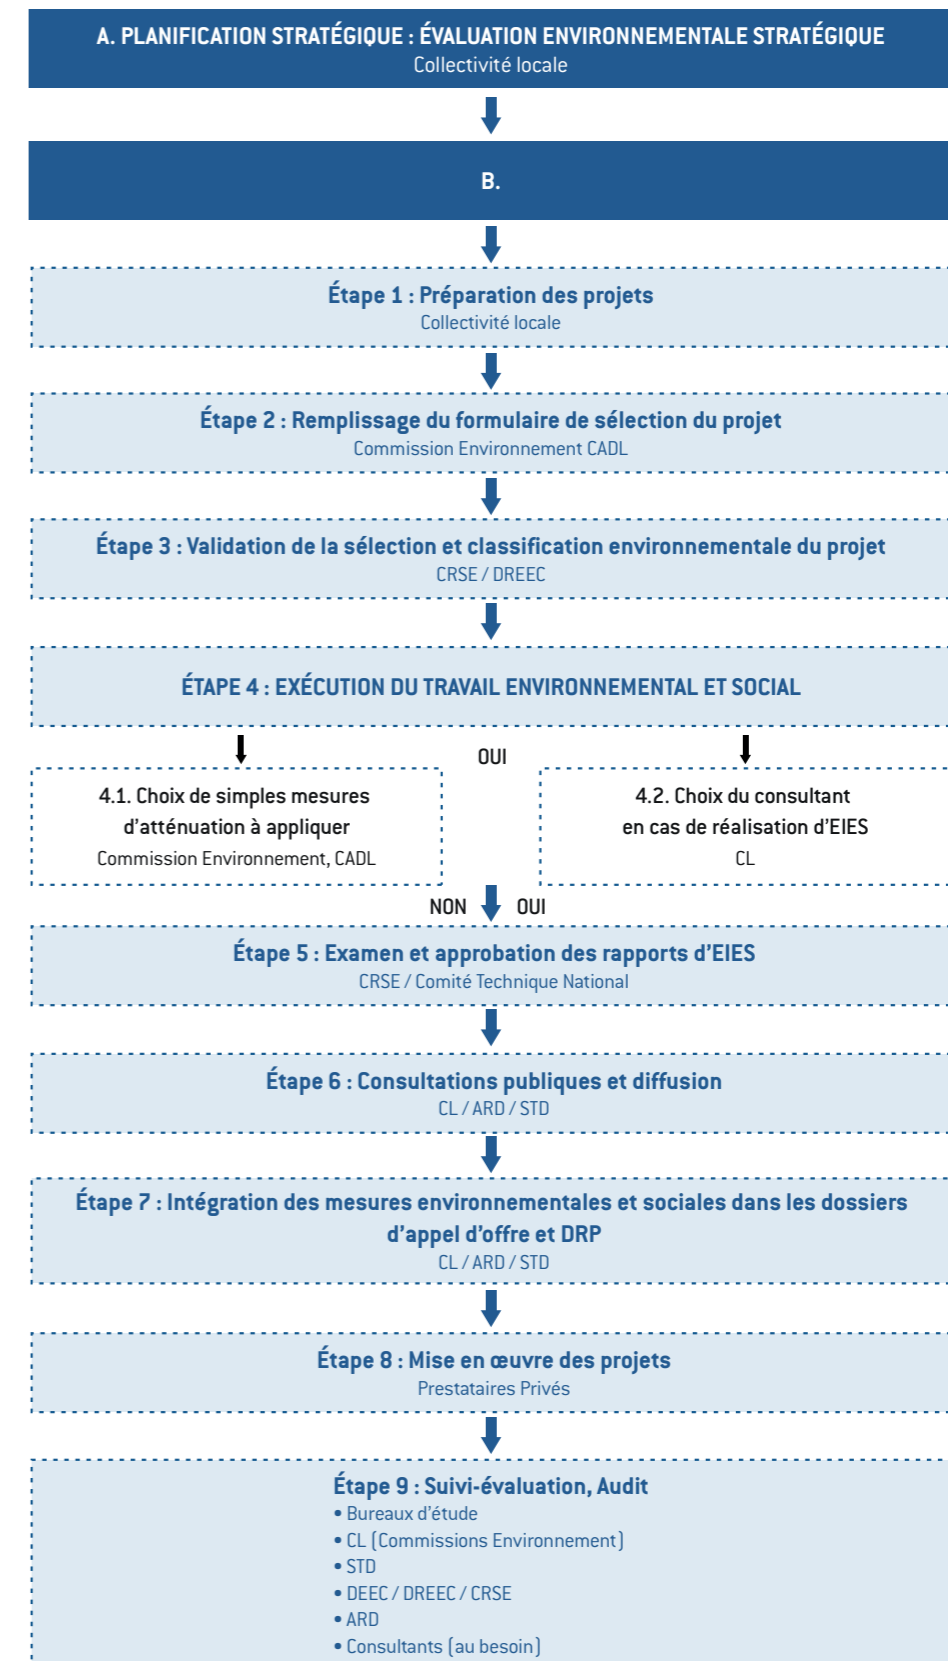 A. PLANIFICATION STRATÉGIQUE : ÉVALUATION ENVIRONNEMENTALE STRATÉGIQUE
Collectivité locale
B.
Étape 1 : Préparation des projets
Collectivité locale
Étape 2 : Remplissage du formulaire de sélection du projet
Commission Environnement CADL
Étape 3 : Validation de la sélection et classification environnementale du projet
CRSE / DREEC
ÉTAPE 4 : EXÉCUTION DU TRAVAIL ENVIRONNEMENTAL ET SOCIAL
OUI
4.1. Choix de simples mesures
d’atténuation à appliquer
Commission Environnement, CADL
4.2. Choix du consultant
en cas de réalisation d’EIES
CL
NON OUI
Étape 5 : Examen et approbation des rapports d’EIES
CRSE / Comité Technique National
Étape 6 : Consultations publiques et diffusion
CL / ARD / STD
Étape 7 : Intégration des mesures environnementales et sociales dans les dossiers
d’appel d’offre et DRP
CL / ARD / STD
Étape 8 : Mise en œuvre des projets
Prestataires Privés
Étape 9 : Suivi-évaluation, Audit
• Bureaux d’étude
• CL (Commissions Environnement)
• STD
• DEEC / DREEC / CRSE
• ARD
• Consultants (au besoin)